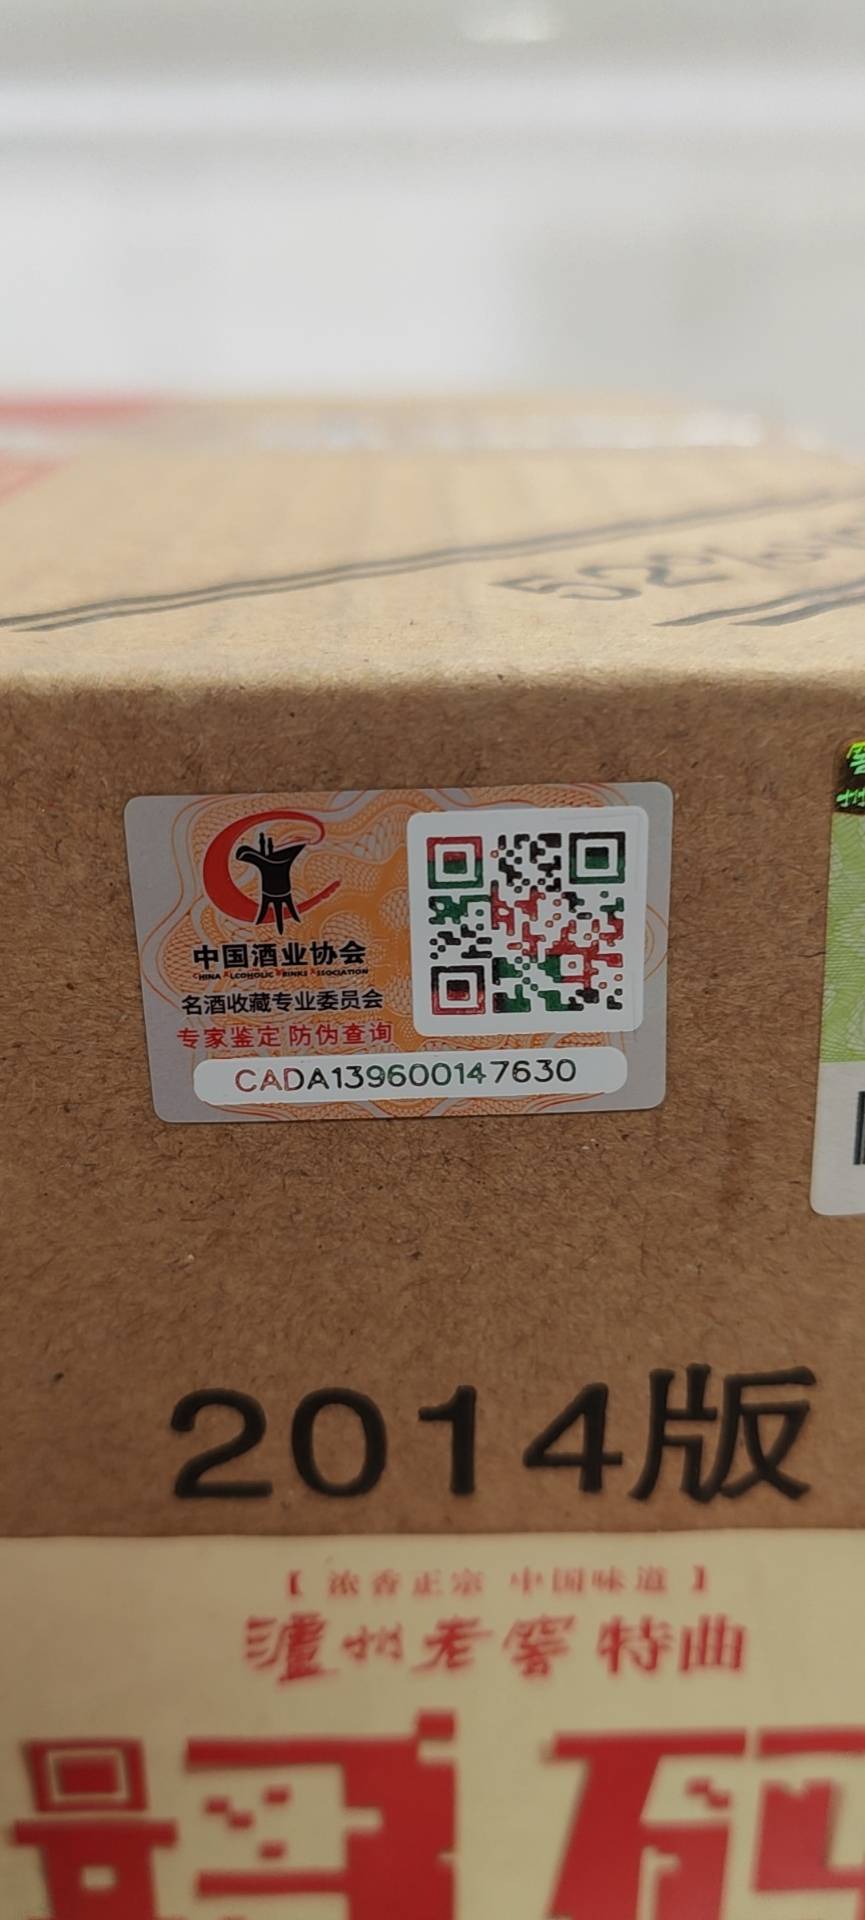 52%
中国酒业协会
CHINA ALCOHOLIC DRINKS ASSOCIATION
名酒收藏专业委员会
专家鉴定 防伪查询
CADA139600147630
2014版
【 浓香正宗 中国味道 】
泸州老窖 特曲